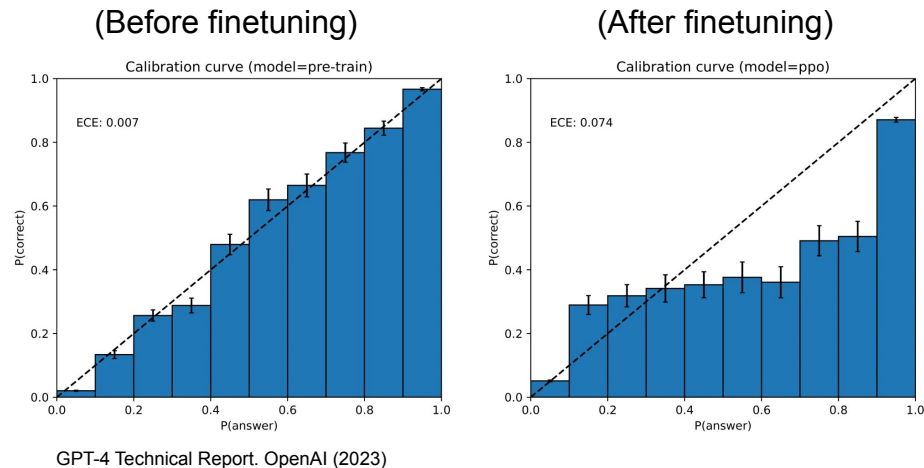 (Before finetuning)
(After finetuning)
Calibration curve (model=pre-train)
1.0
ECE: 0.007
0.8
0.6
P(correct)
0.4
0.2
0.0
0.0 0.2 0.4 0.6 0.8 1.0
P(answer)
Calibration curve (model=ppo)
1.0
ECE: 0.074
0.8
0.6
P(correct)
0.4
0.2
0.0
0.0 0.2 0.4 0.6 0.8 1.0
P(answer)
GPT-4 Technical Report. OpenAI (2023)